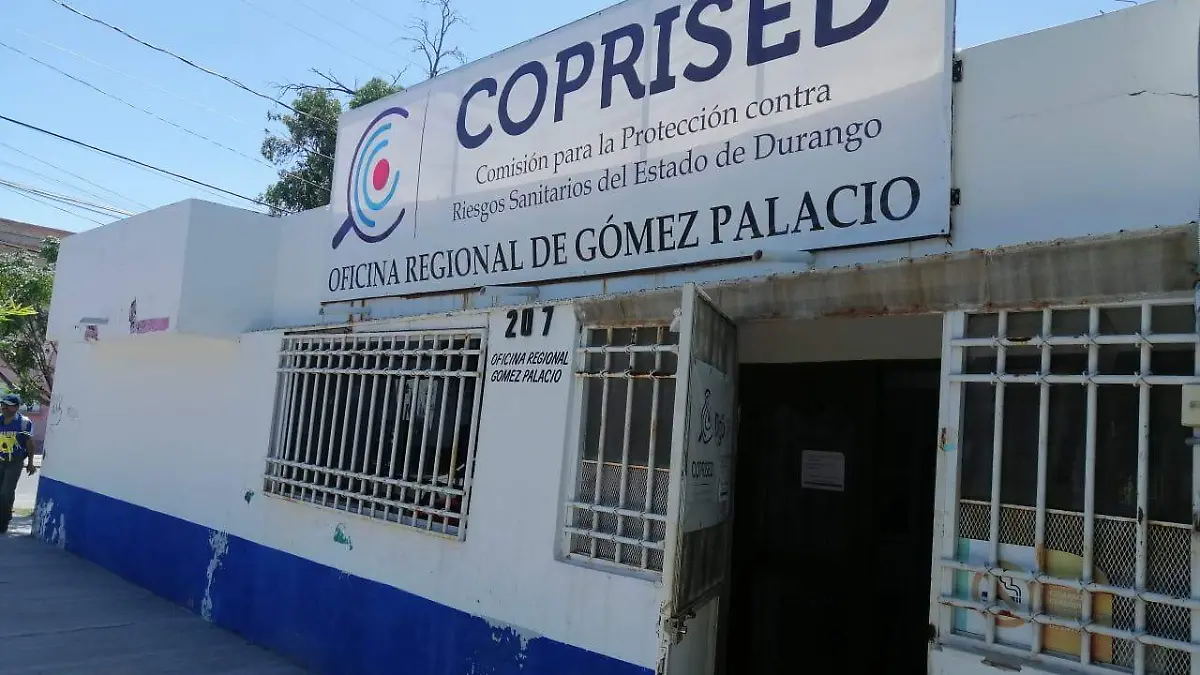 COPRISED
Comisión para la Protección contra
Riesgos Sanitarios del Estado de Durango
OFICINA REGIONAL DE GÓMEZ PALACIO
207
OFICINA REGIONAL
GOMEZ PALACIO
COPRISED